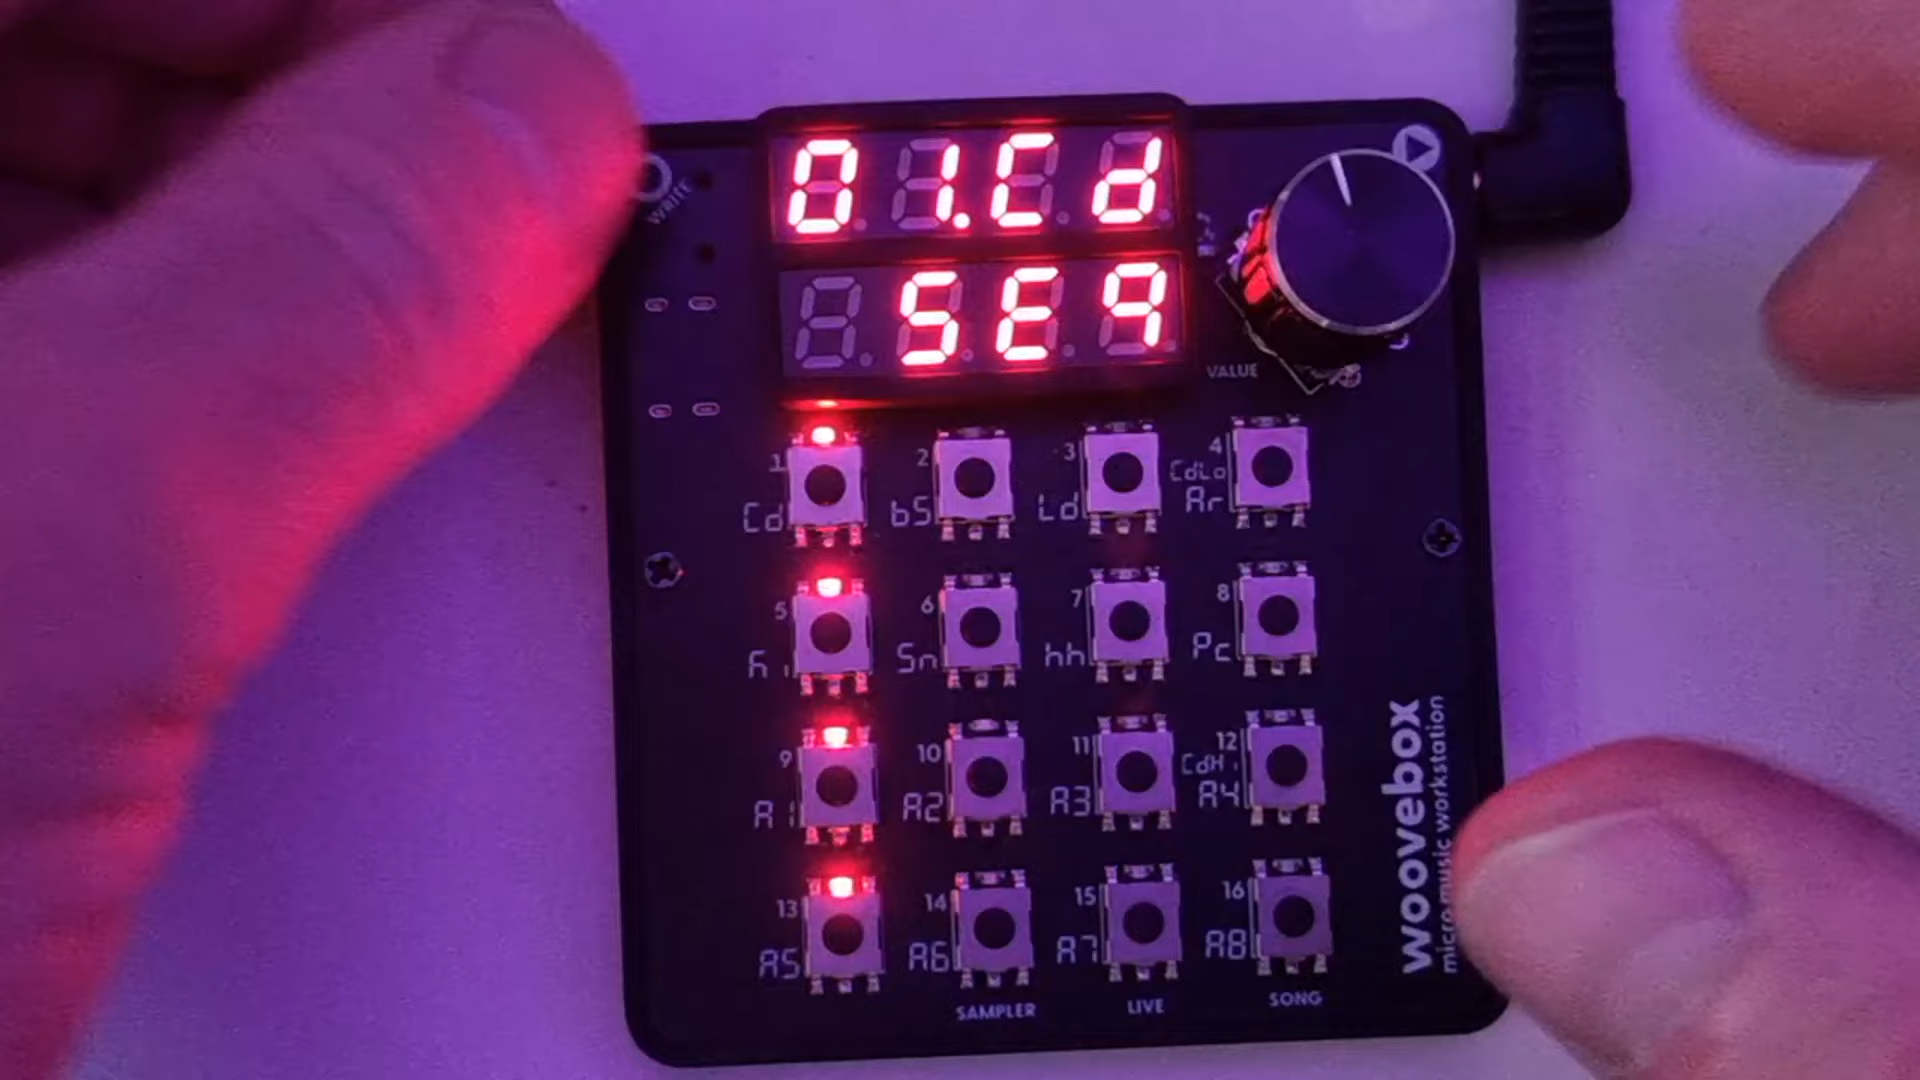 WRITE
01.Cd
SEq
VALUE
1
Cd
2
bS
3
Ld
4
CdLo
Ar
5
6
Sn
7
hh
8
Pc
9
A1
10
A2
11
A3
12
CdHi
A4
13
A5
14
A6
15
A7
16
A8
SAMPLER
LIVE
SONG
woovebox
micro music workstation